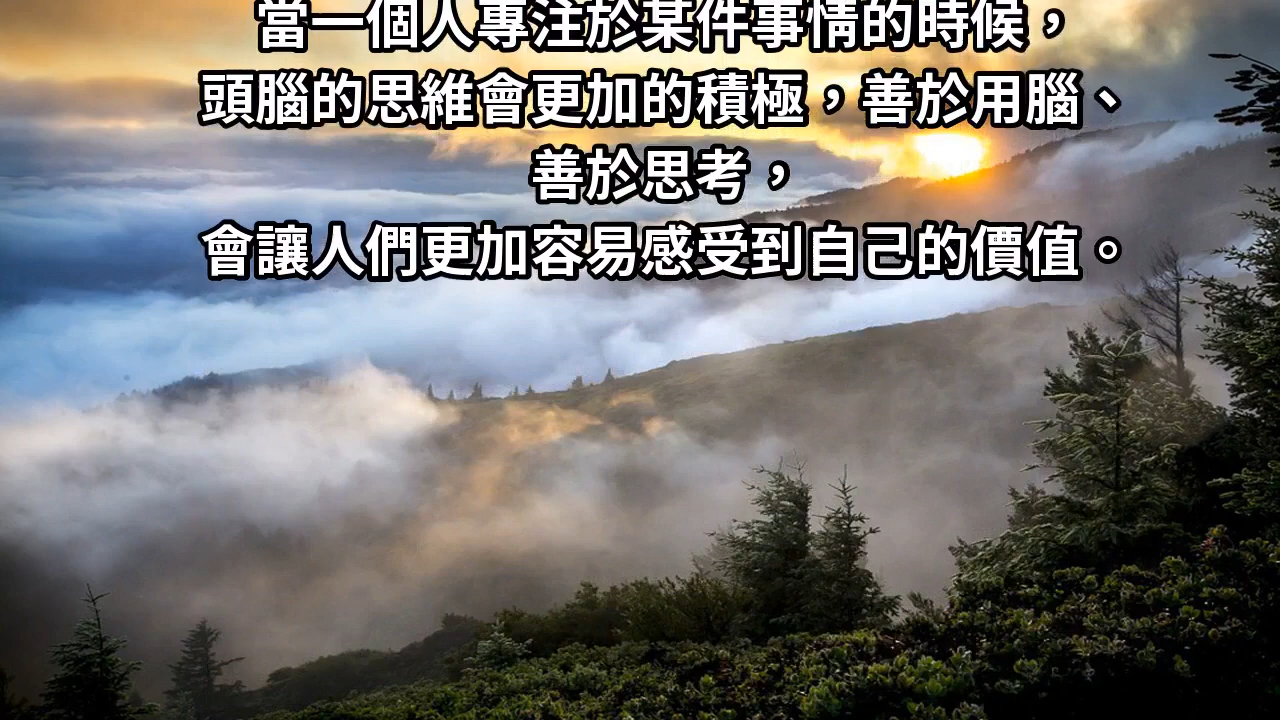 當一個人專注於某件事情的時候，
頭腦的思維會更加的積極，善於用腦、
善於思考，
會讓人們更加容易感受到自己的價值。